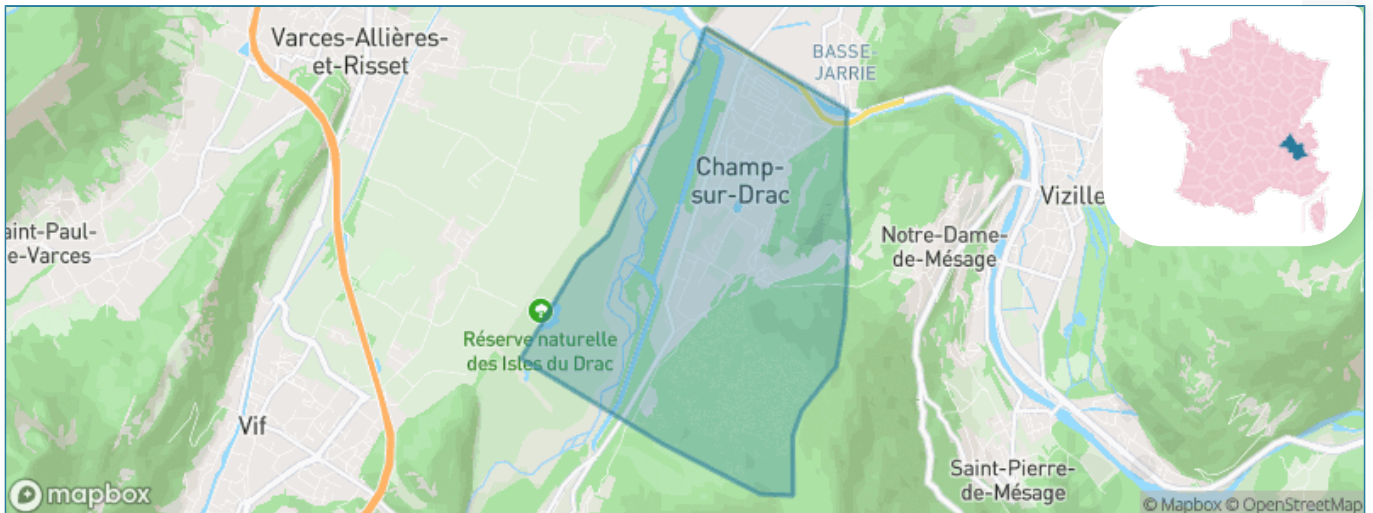 Varces-Allières-
et-Risset
BASSE-
JARRIE
Champ-
sur-Drac
Vizille
Notre-Dame-
de-Mésage
aint-Paul-
e-Varces
Réserve naturelle
des Isles du Drac
Vif
Saint-Pierre-
de-Mésage
mapbox
© Mapbox © OpenStreetMap